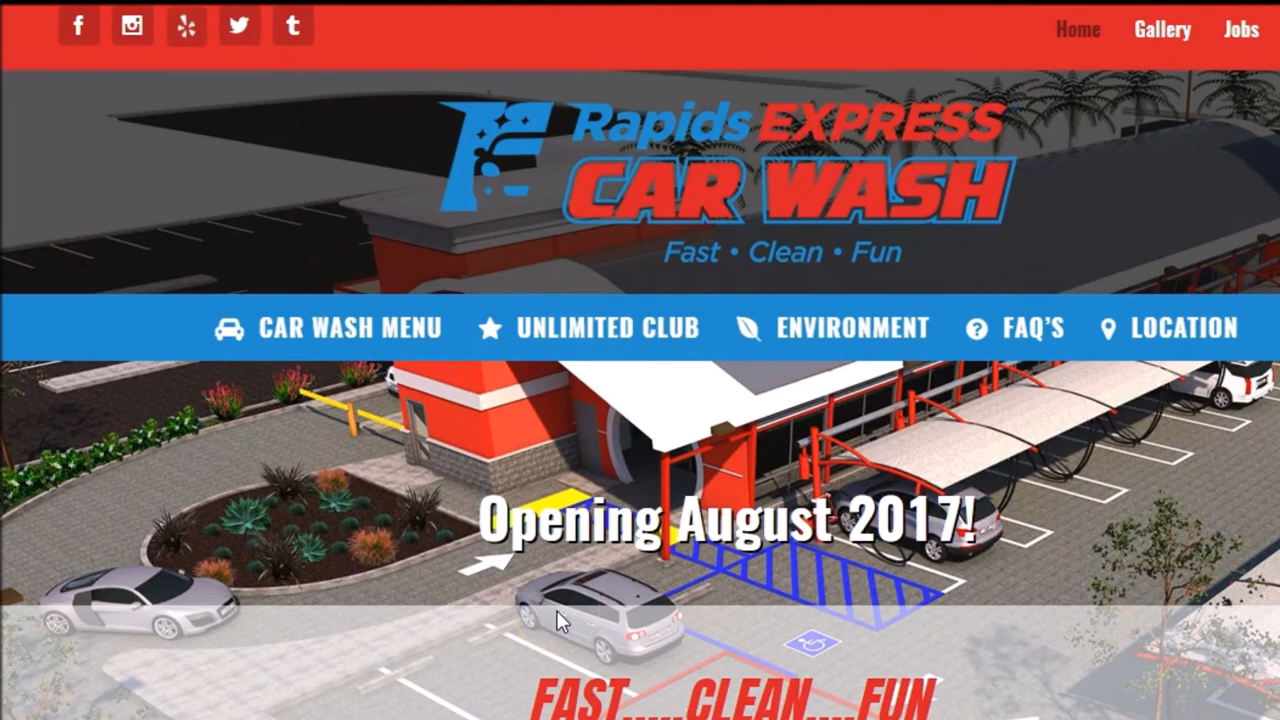 Home Gallery Jobs
Rapids EXPRESS
CAR WASH
Fast • Clean • Fun
CAR WASH MENU UNLIMITED CLUB ENVIRONMENT FAQ'S LOCATION
Opening August 2017!
FAST.....CLEAN....FUN